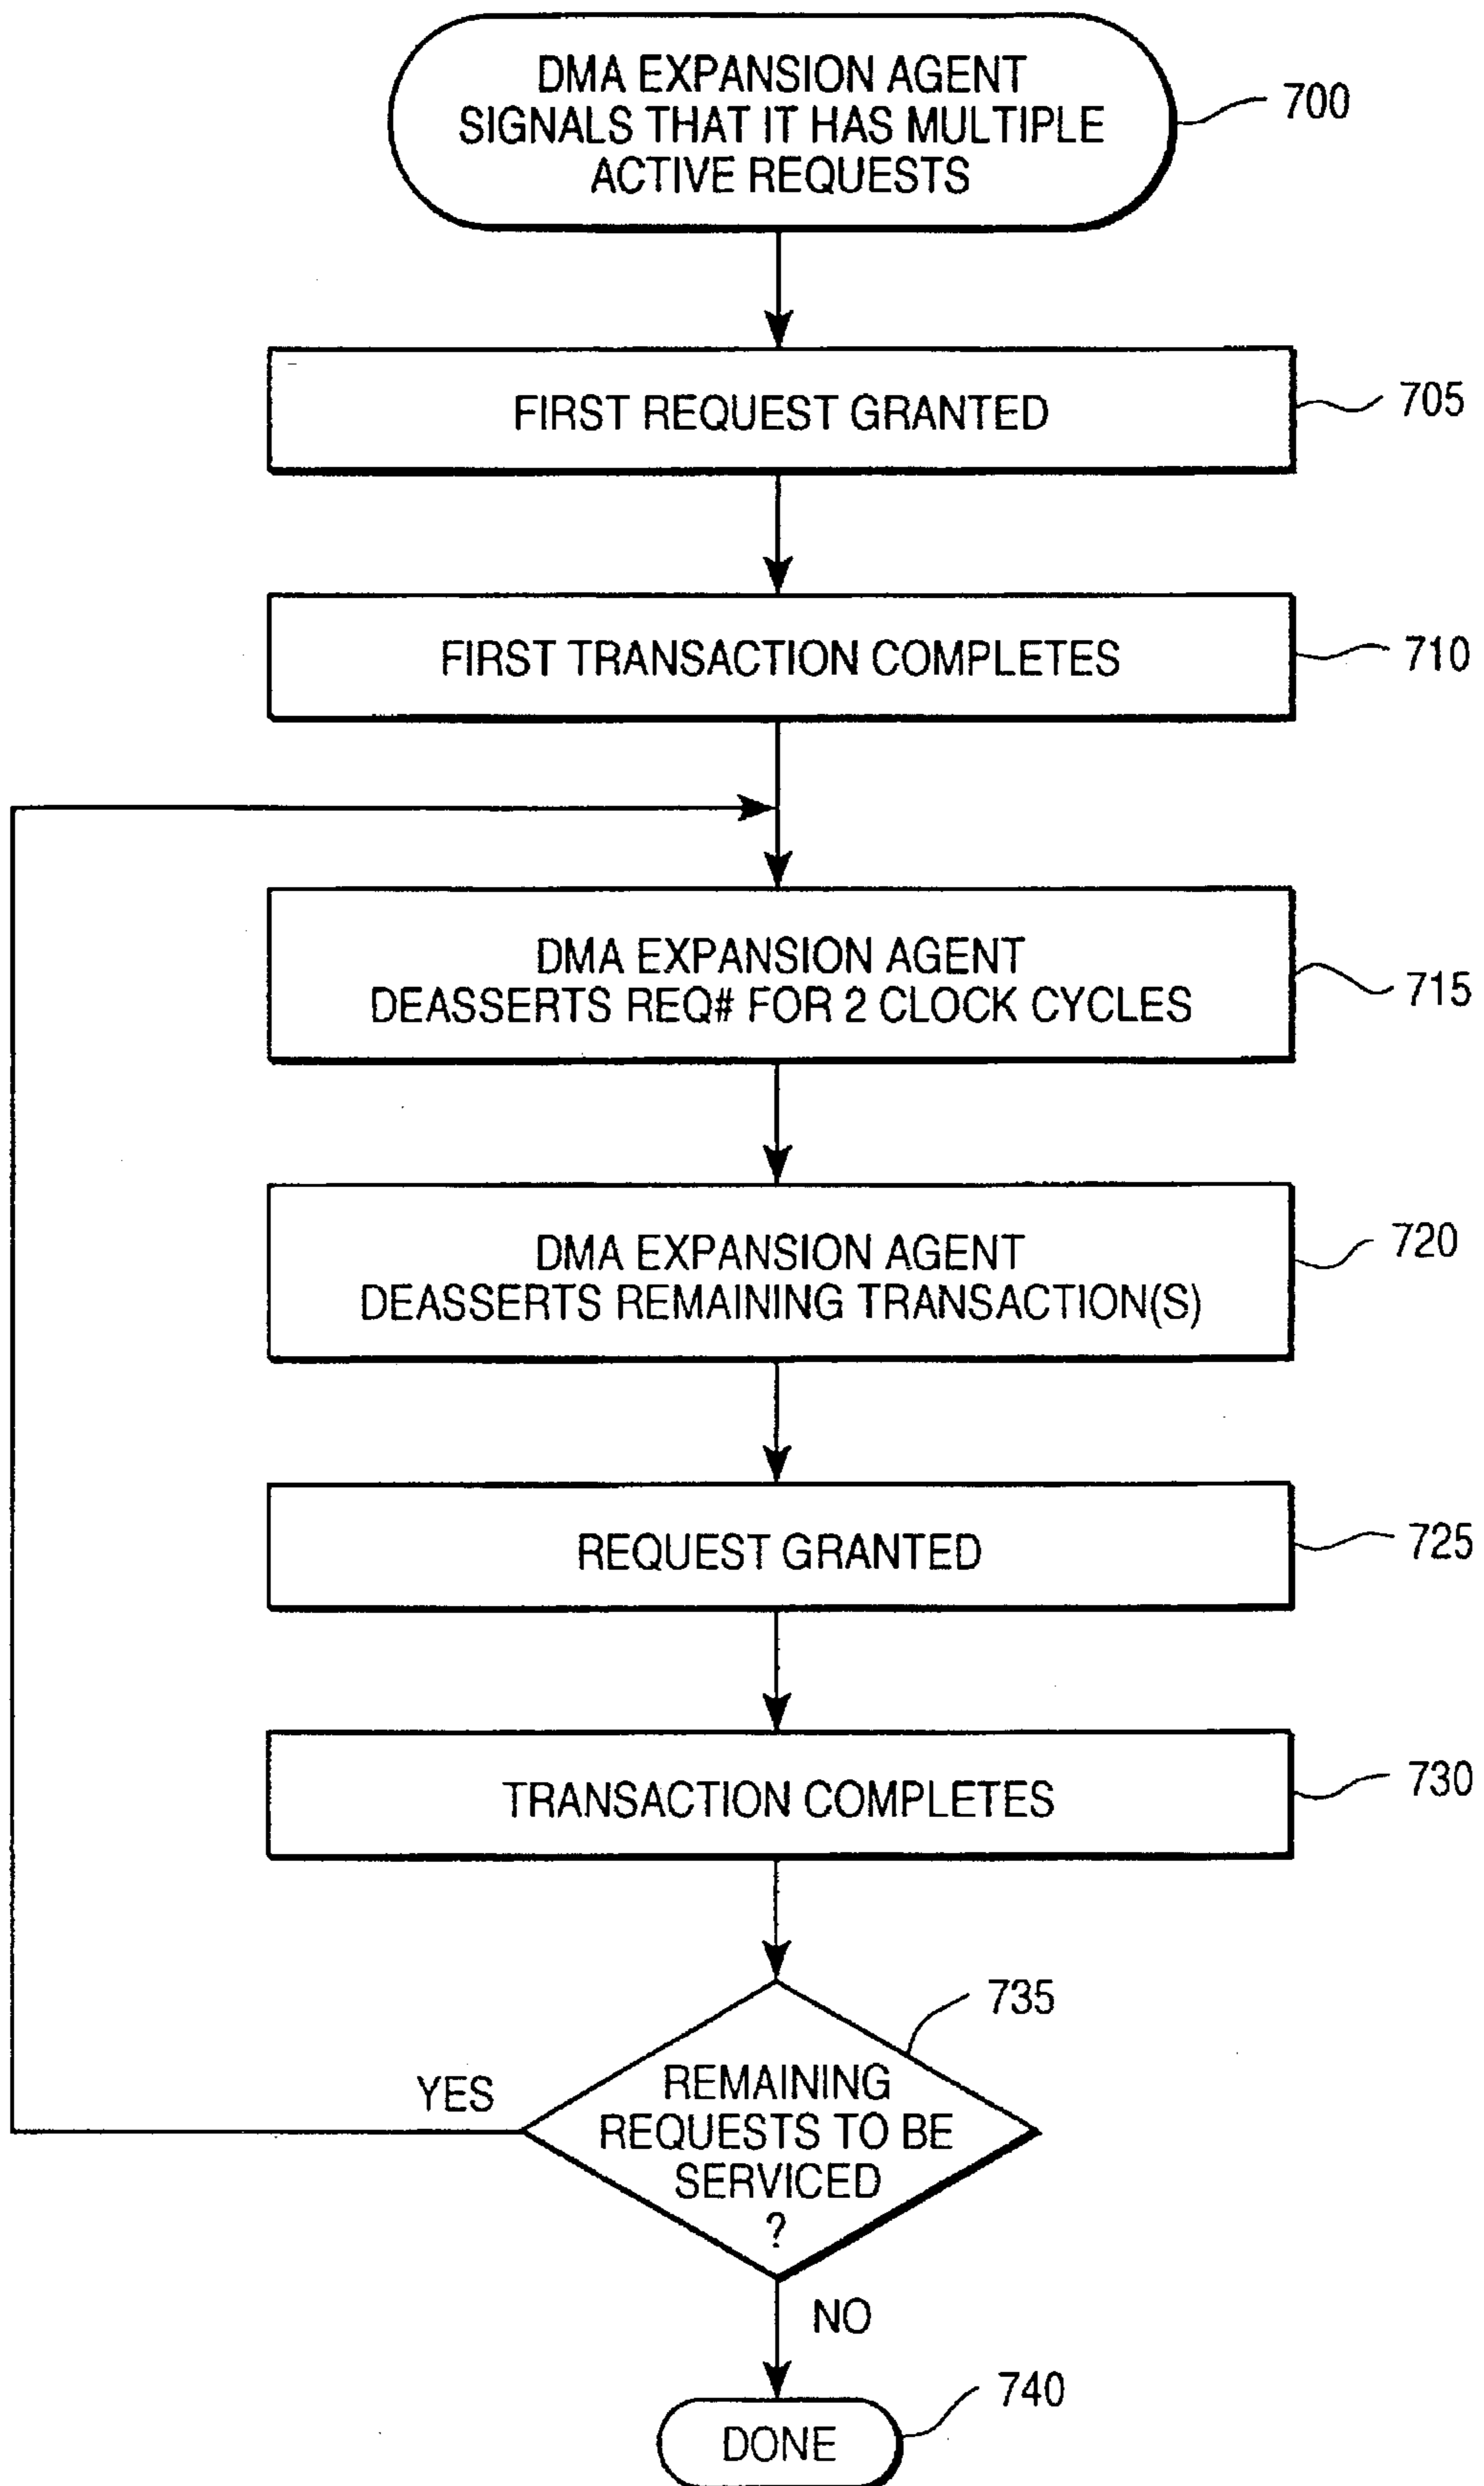 DMA EXPANSION AGENT
SIGNALS THAT IT HAS MULTIPLE
ACTIVE REQUESTS
700
FIRST REQUEST GRANTED
705
FIRST TRANSACTION COMPLETES
710
DMA EXPANSION AGENT
DEASSERTS REQ# FOR 2 CLOCK CYCLES
715
DMA EXPANSION AGENT
DEASSERTS REMAINING TRANSACTION(S)
720
REQUEST GRANTED
725
TRANSACTION COMPLETES
730
735
REMAINING
REQUESTS TO BE
SERVICED
?
YES
NO
740
DONE